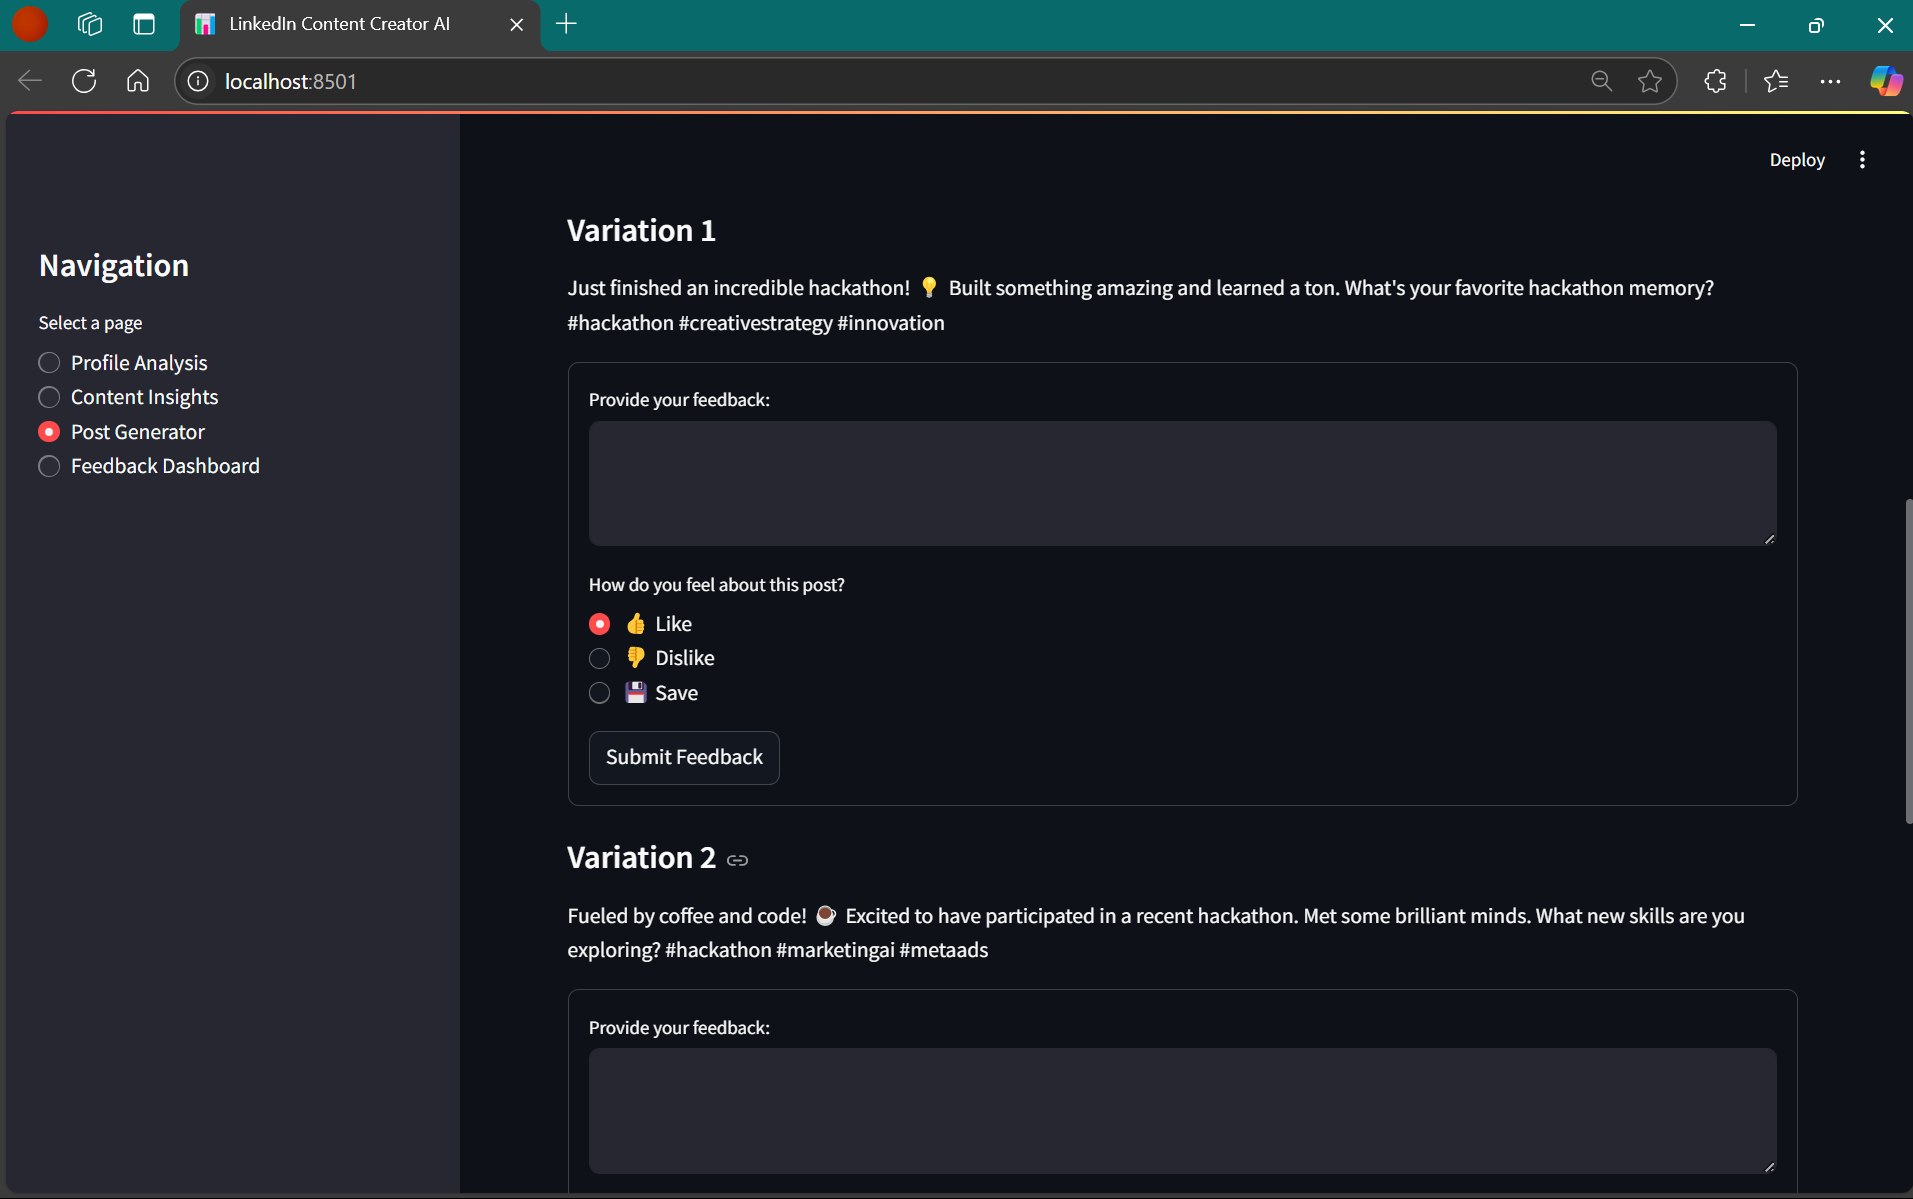 LinkedIn Content Creator AI
localhost:8501
Deploy
Navigation
Select a page
Profile Analysis
Content Insights
Post Generator
Feedback Dashboard
Variation 1
Just finished an incredible hackathon! 💡 Built something amazing and learned a ton. What's your favorite hackathon memory?
#hackathon #creativestrategy #innovation
Provide your feedback:
How do you feel about this post?
👍 Like
👎 Dislike
💾 Save
Submit Feedback
Variation 2
Fueled by coffee and code! ☕ Excited to have participated in a recent hackathon. Met some brilliant minds. What new skills are you
exploring? #hackathon #marketingai #metaads
Provide your feedback: